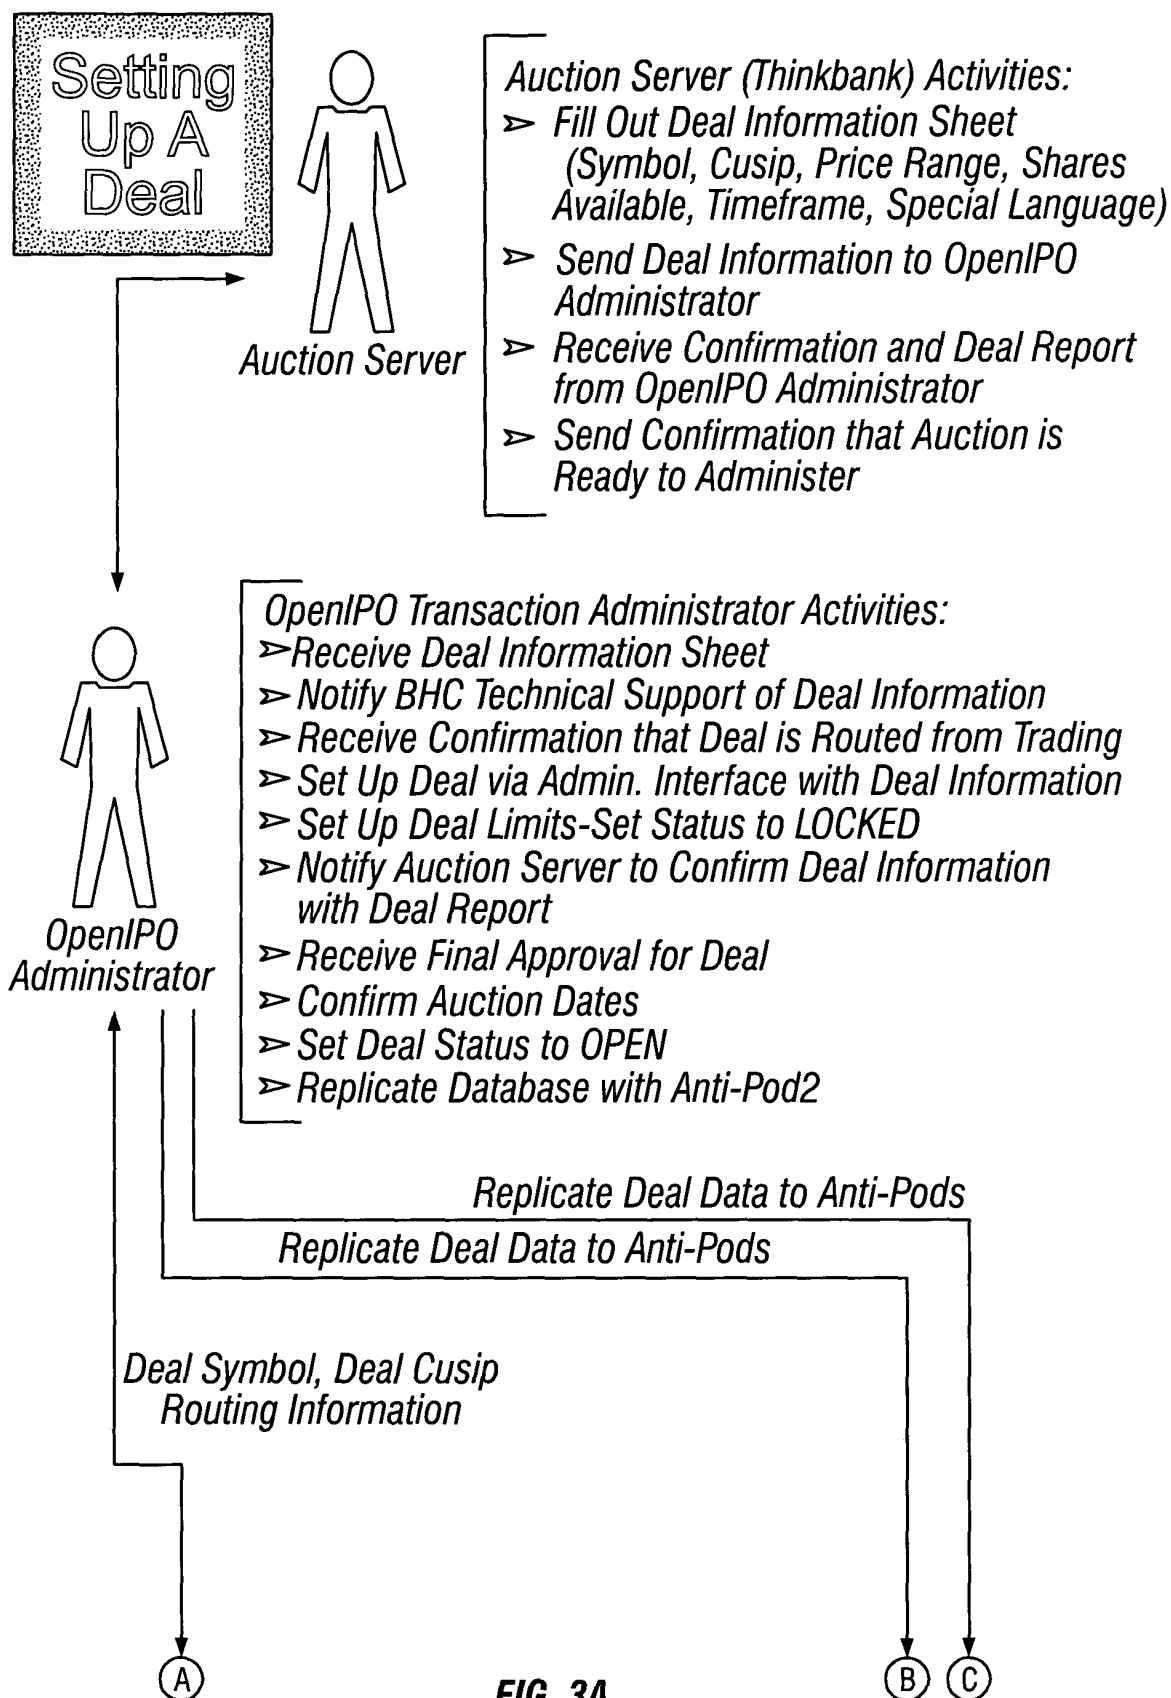 Setting
Up A
Deal
Auction Server
Auction Server (Thinkbank) Activities:
➢ Fill Out Deal Information Sheet
(Symbol, Cusip, Price Range, Shares
Available, Timeframe, Special Language)
➢ Send Deal Information to OpenIPO
Administrator
➢ Receive Confirmation and Deal Report
from OpenIPO Administrator
➢ Send Confirmation that Auction is
Ready to Administer
OpenIPO
Administrator
OpenIPO Transaction Administrator Activities:
➢Receive Deal Information Sheet
➢Notify BHC Technical Support of Deal Information
➢Receive Confirmation that Deal is Routed from Trading
➢Set Up Deal via Admin. Interface with Deal Information
➢Set Up Deal Limits-Set Status to LOCKED
➢Notify Auction Server to Confirm Deal Information
with Deal Report
➢Receive Final Approval for Deal
➢Confirm Auction Dates
➢Set Deal Status to OPEN
➢Replicate Database with Anti-Pod2
Replicate Deal Data to Anti-Pods
Replicate Deal Data to Anti-Pods
Deal Symbol, Deal Cusip
Routing Information
A
B
C
FIG. 3A